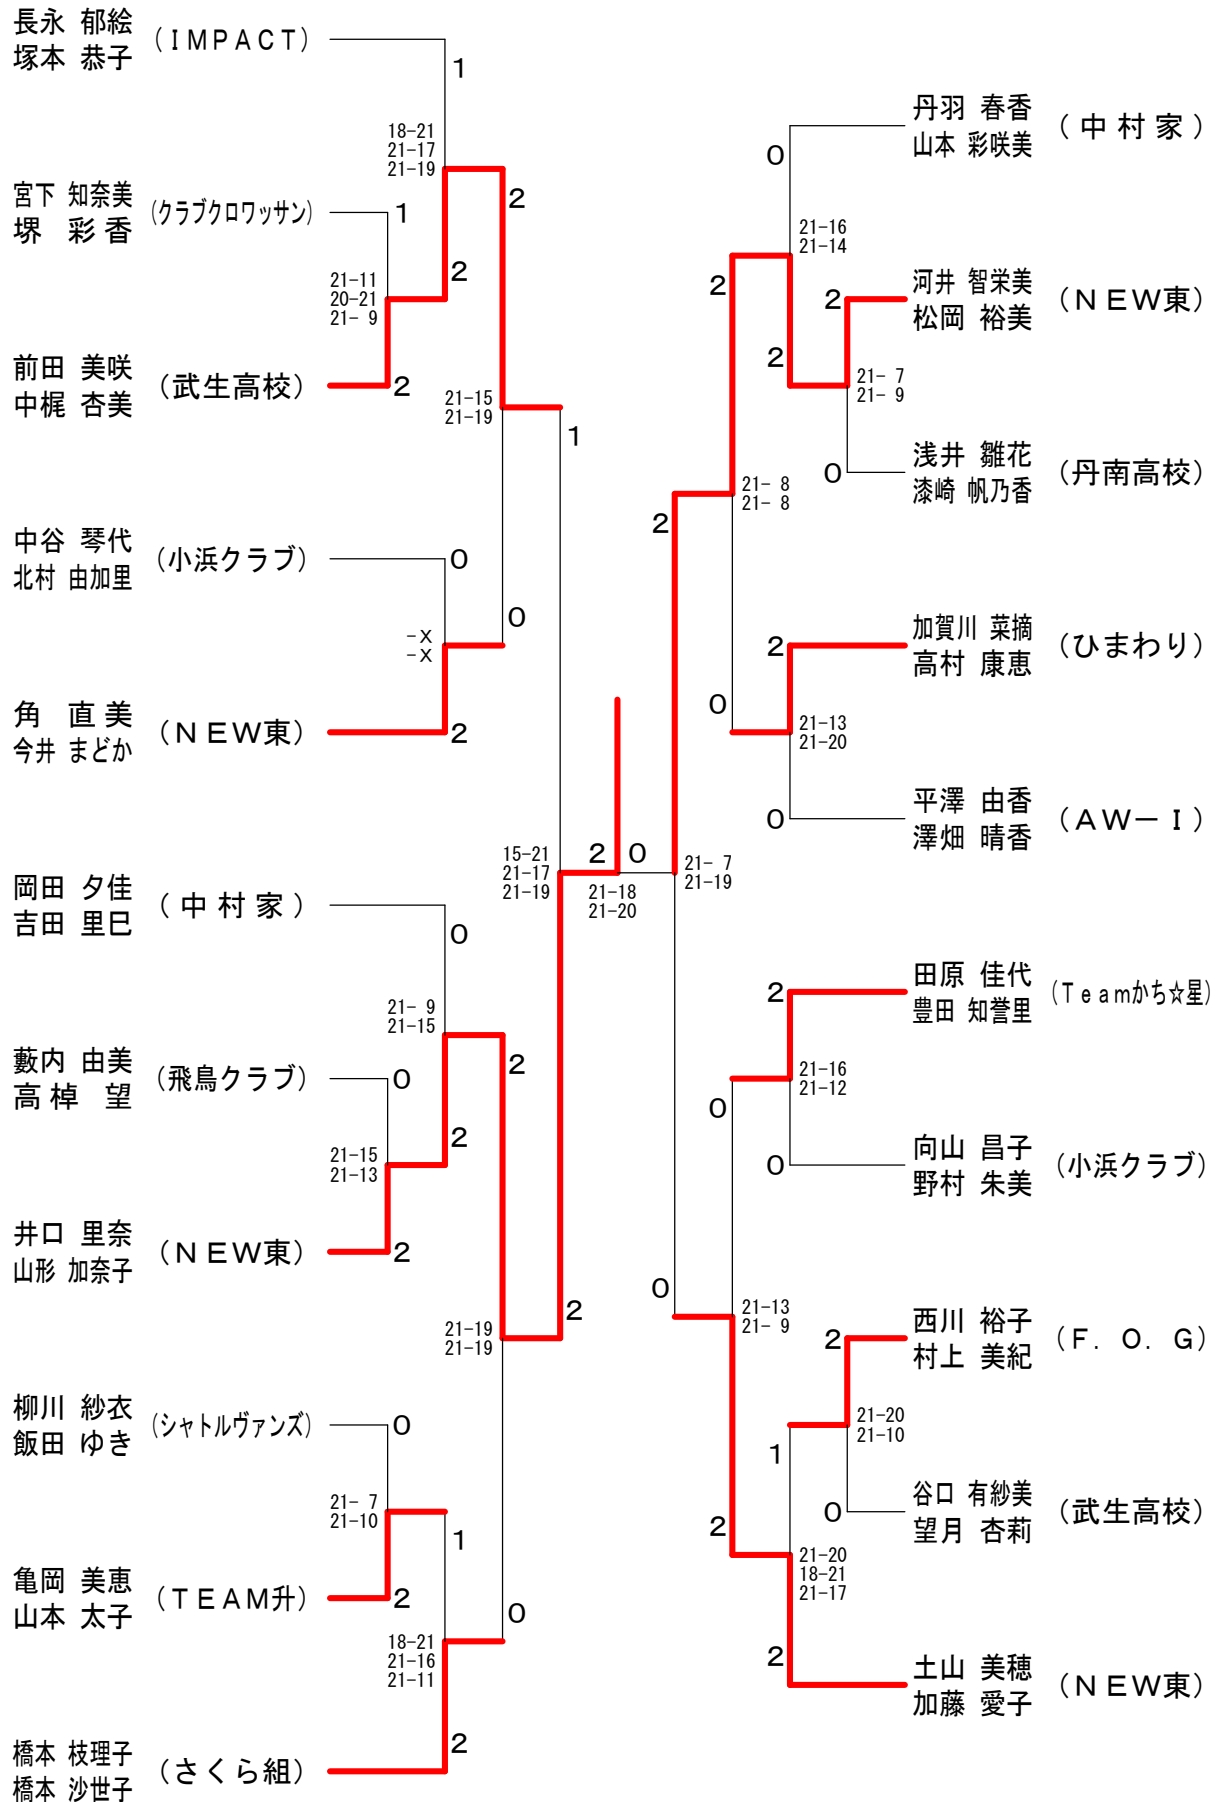 長永 郁絵
塚本 恭子
(IMPACT)
1
18-21
21-17
21-19
宮下 知奈美
堺 彩香
(クラブクロワッサン)
1
2
2
21-11
20-21
21- 9
前田 美咲
中梶 杏美
(武生高校)
2
21-15
21-19
1
中谷 琴代
北村 由加里
(小浜クラブ)
0
0
-X
-X
角 直美
今井 まどか
(NEW東)
2
15-21
21-17
21-19
岡田 夕佳
吉田 里巳
(中村家)
0
21- 9
21-15
藪内 由美
高棹 望
(飛鳥クラブ)
0
2
2
21-15
21-13
井口 里奈
山形 加奈子
(NEW東)
2
2
21-19
21-19
柳川 紗衣
飯田 ゆき
(シャトルヴァンズ)
0
21- 7
21-10
1
亀岡 美恵
山本 太子
(TEAM升)
2
0
18-21
21-16
21-11
橋本 枝理子
橋本 沙世子
(さくら組)
2
2
0
21-18
21-20
丹羽 春香
山本 彩咲美
(中村家)
0
21-16
21-14
河井 智栄美
松岡 裕美
(NEW東)
2
2
2
21- 7
21- 9
浅井 雛花
漆崎 帆乃香
(丹南高校)
0
21- 8
21- 8
2
加賀川 菜摘
高村 康恵
(ひまわり)
2
0
21-13
21-20
平澤 由香
澤畑 晴香
(AW－I)
0
21- 7
21-19
田原 佳代
豊田 知誉里
(Teamかち☆星)
2
21-16
21-12
0
向山 昌子
野村 朱美
(小浜クラブ)
0
0
21-13
21- 9
西川 裕子
村上 美紀
(F．O．G)
2
21-20
21-10
1
谷口 有紗美
望月 杏莉
(武生高校)
0
2
21-20
18-21
21-17
土山 美穂
加藤 愛子
(NEW東)
2